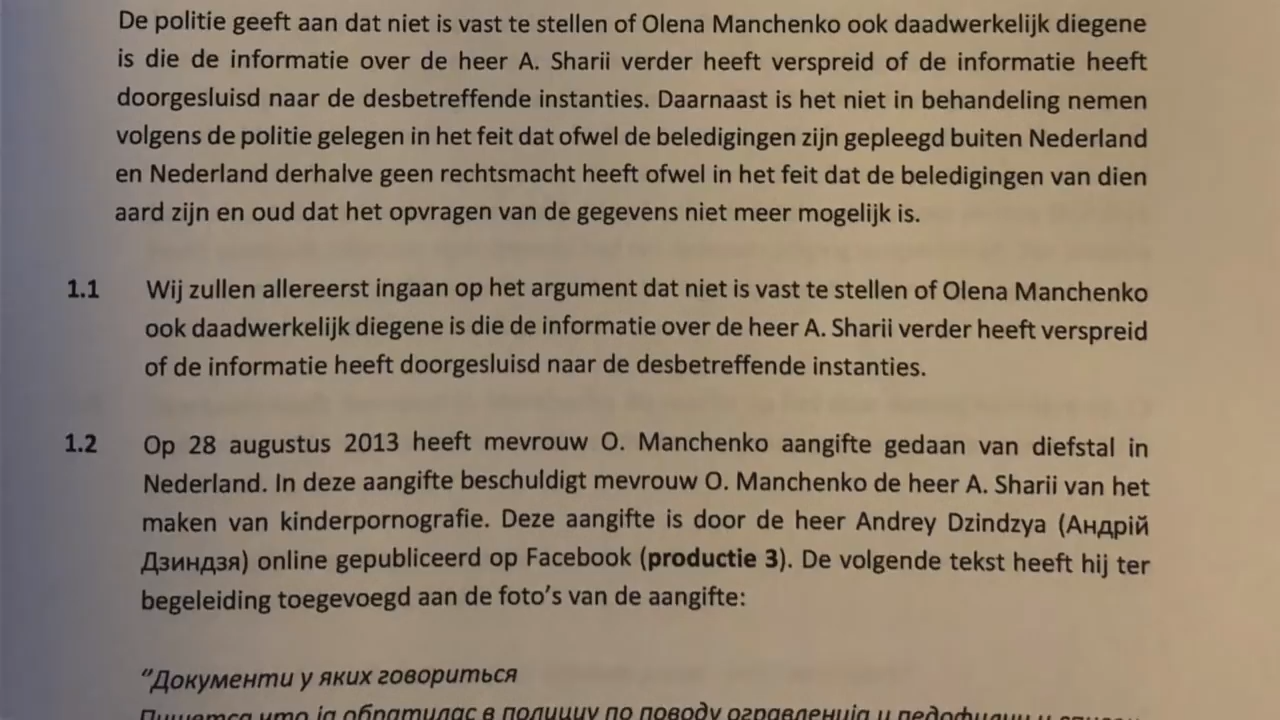 De politie geeft aan dat niet is vast te stellen of Olena Manchenko ook daadwerkelijk diegene
is die de informatie over de heer A. Sharii verder heeft verspreid of de informatie heeft
doorgesluisd naar de desbetreffende instanties. Daarnaast is het niet in behandeling nemen
volgens de politie gelegen in het feit dat ofwel de beledigingen zijn gepleegd buiten Nederland
en Nederland derhalve geen rechtsmacht heeft ofwel in het feit dat de beledigingen van dien
aard zijn en oud dat het opvragen van de gegevens niet meer mogelijk is.
1.1 Wij zullen allereerst ingaan op het argument dat niet is vast te stellen of Olena Manchenko
ook daadwerkelijk diegene is die de informatie over de heer A. Sharii verder heeft verspreid
of de informatie heeft doorgesluisd naar de desbetreffende instanties.
1.2 Op 28 augustus 2013 heeft mevrouw O. Manchenko aangifte gedaan van diefstal in
Nederland. In deze aangifte beschuldigt mevrouw O. Manchenko de heer A. Sharii van het
maken van kinderpornografie. Deze aangifte is door de heer Andrey Dzindzya (Андрій
Дзиндзя) online gepubliceerd op Facebook (productie 3). De volgende tekst heeft hij ter
begeleiding toegevoegd aan de foto's van de aangifte:
"Документи у яких говориться
Пишется что ја обратилас в полицију по поводу ограбленија и педофилии и